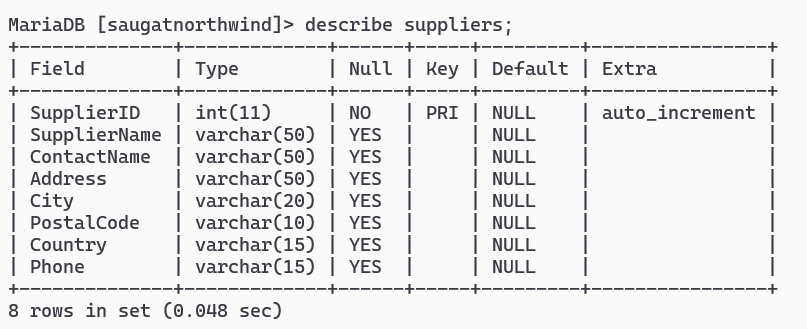 MariaDB [saugatnorthwind]> describe suppliers;
+--------------+-------------+------+-----+---------+----------------+
| Field        | Type        | Null | Key | Default | Extra          |
+--------------+-------------+------+-----+---------+----------------+
| SupplierID   | int(11)     | NO   | PRI | NULL    | auto_increment |
| SupplierName | varchar(50) | YES  |     | NULL    |                |
| ContactName  | varchar(50) | YES  |     | NULL    |                |
| Address      | varchar(50) | YES  |     | NULL    |                |
| City         | varchar(20) | YES  |     | NULL    |                |
| PostalCode   | varchar(10) | YES  |     | NULL    |                |
| Country      | varchar(15) | YES  |     | NULL    |                |
| Phone        | varchar(15) | YES  |     | NULL    |                |
+--------------+-------------+------+-----+---------+----------------+
8 rows in set (0.048 sec)